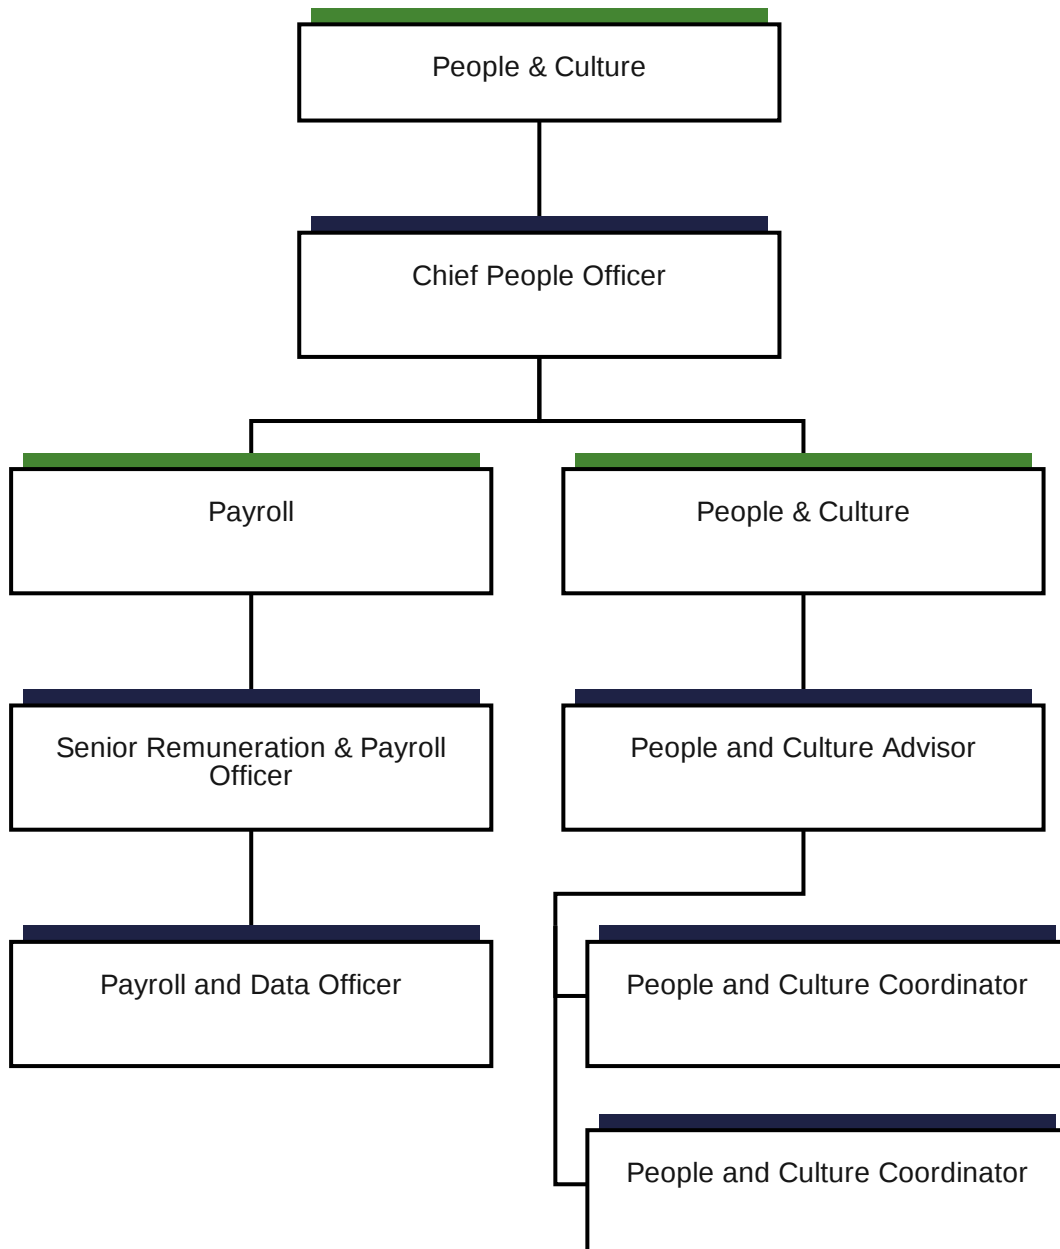 People & Culture
Chief People Officer
Payroll
People & Culture
Senior Remuneration & Payroll
Officer
People and Culture Advisor
Payroll and Data Officer
People and Culture Coordinator
People and Culture Coordinator